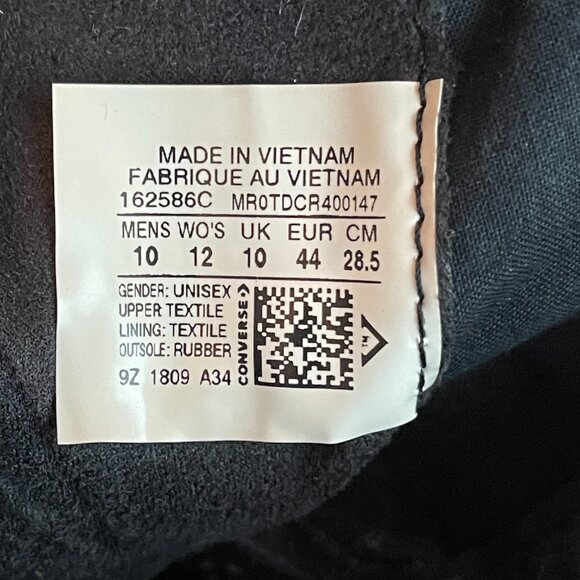 MADE IN VIETNAM
FABRIQUE AU VIETNAM
162586C MR0TDCR400147
MENS WO'S UK EUR CM
10 12 10 44 28.5
GENDER: UNISEX
UPPER TEXTILE
LINING: TEXTILE
OUTSOLE: RUBBER
9Z 1809 A34
CONVERSE
TM